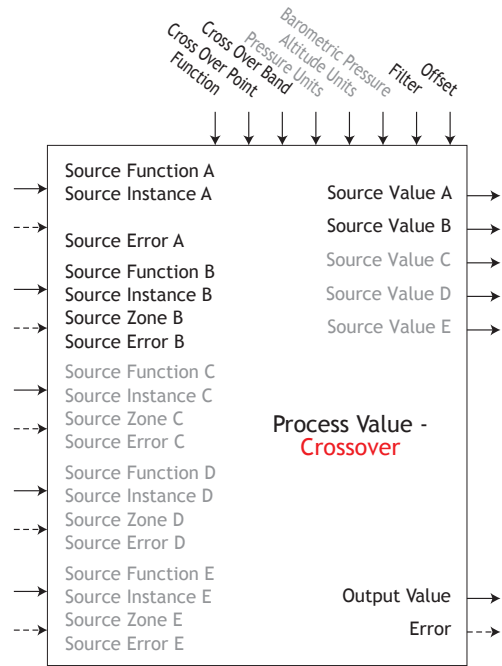 Function
Cross Over Point
Cross Over Band
Pressure Units
Altitude Units
Barometric Pressure
Filter
Offset
Source Function A
Source Instance A
Source Error A
Source Function B
Source Instance B
Source Zone B
Source Error B
Source Function C
Source Instance C
Source Zone C
Source Error C
Source Function D
Source Instance D
Source Zone D
Source Error D
Source Function E
Source Instance E
Source Zone E
Source Error E
Source Value A
Source Value B
Source Value C
Source Value D
Source Value E
Process Value -
Crossover
Output Value
Error